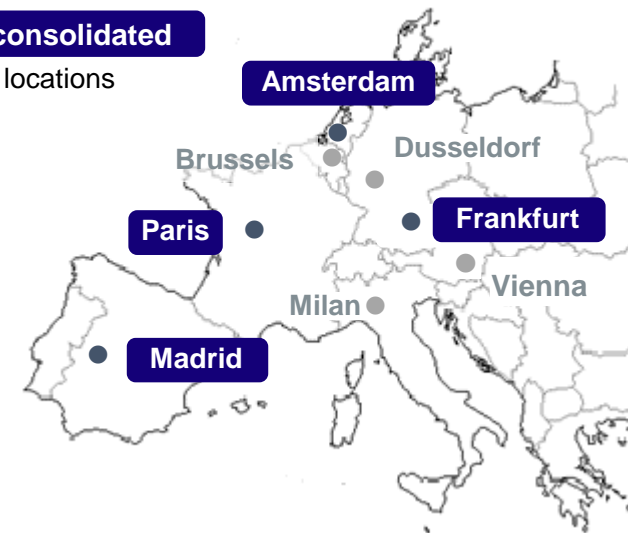 consolidated
locations
Amsterdam
Brussels
Dusseldorf
Paris
Frankfurt
Vienna
Milan
Madrid